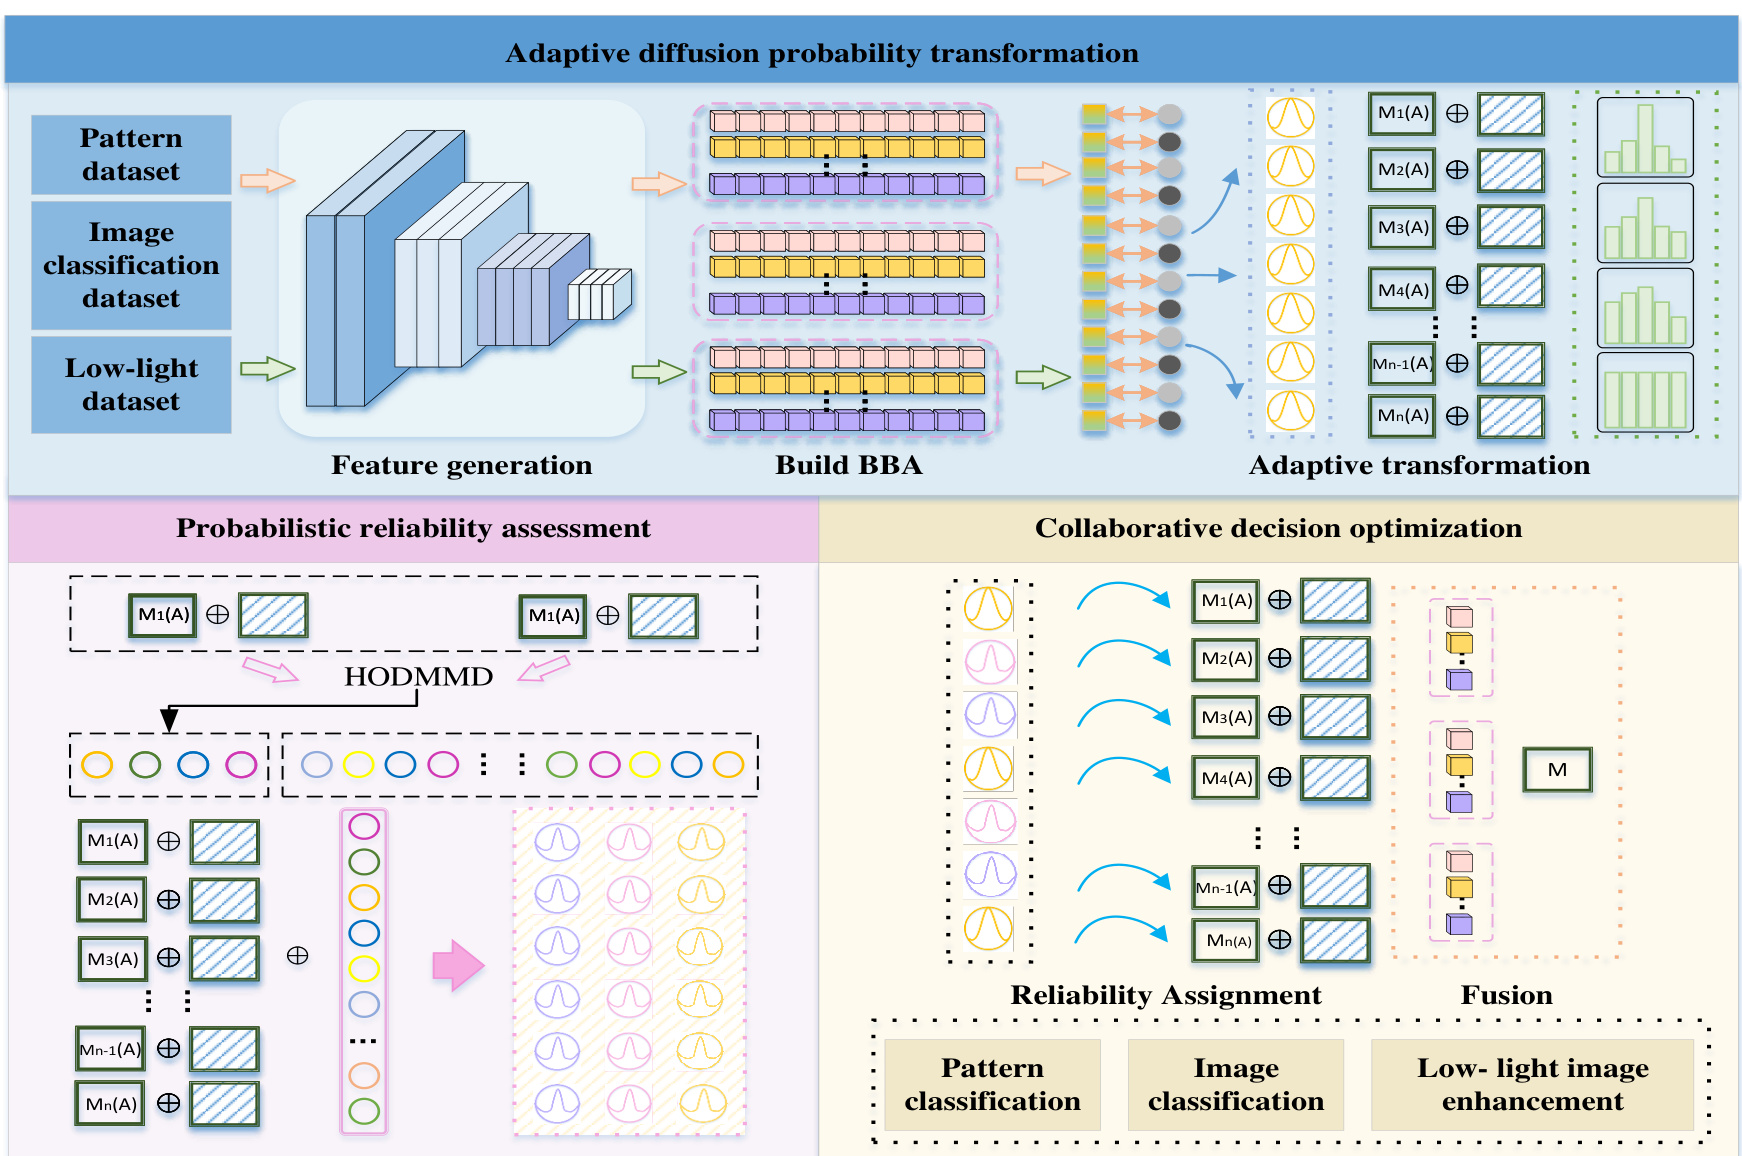 Adaptive diffusion probability transformation
Pattern
dataset
Image
classification
dataset
Low-light
dataset
Feature generation
Build BBA
M1(A)
M2(A)
M3(A)
M4(A)
Mn-1(A)
Mn(A)
Adaptive transformation
Probabilistic reliability assessment
M1(A)
M1(A)
HODMMD
M1(A)
M2(A)
M3(A)
Mn-1(A)
Mn(A)
Collaborative decision optimization
M1(A)
M2(A)
M3(A)
M4(A)
Mn-1(A)
Mn(A)
M
Reliability Assignment
Fusion
Pattern
classification
Image
classification
Low- light image
enhancement